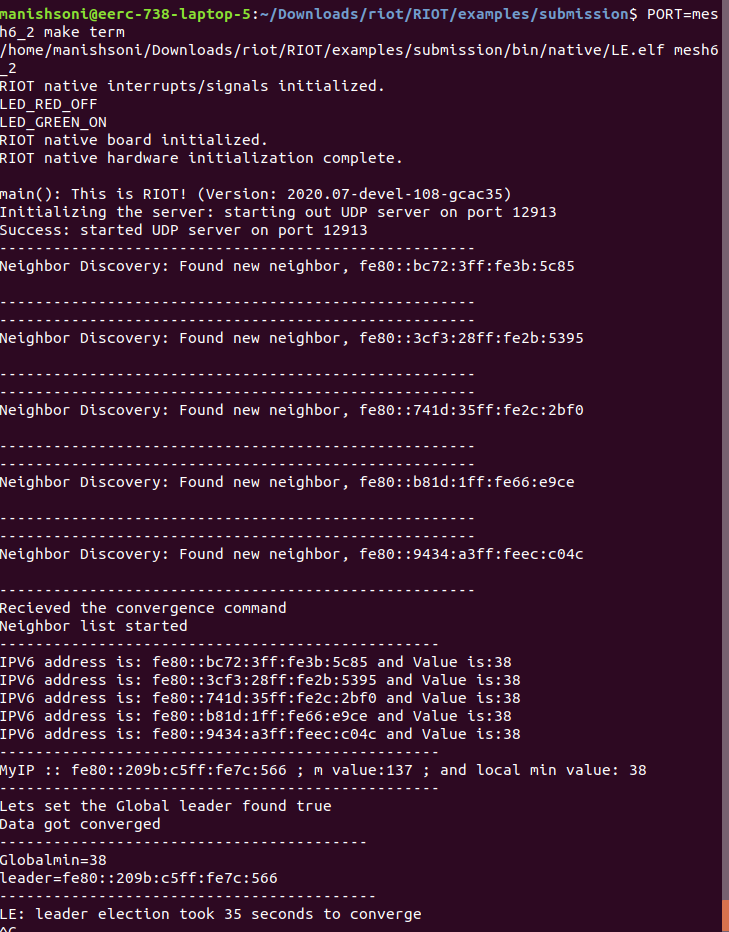 manishsoni@eerc-738-laptop-5:~/Downloads/riot/RIOT/examples/submission$ PORT=mes
h6_2 make term
/home/manishsoni/Downloads/riot/RIOT/examples/submission/bin/native/LE.elf mesh6
_2
RIOT native interrupts/signals initialized.
LED_RED_OFF
LED_GREEN_ON
RIOT native board initialized.
RIOT native hardware initialization complete.

main(): This is RIOT! (Version: 2020.07-devel-108-gcac35)
Initializing the server: starting out UDP server on port 12913
Success: started UDP server on port 12913
-----------------------------------------------------
Neighbor Discovery: Found new neighbor, fe80::bc72:3ff:fe3b:5c85

-----------------------------------------------------
-----------------------------------------------------
Neighbor Discovery: Found new neighbor, fe80::3cf3:28ff:fe2b:5395

-----------------------------------------------------
-----------------------------------------------------
Neighbor Discovery: Found new neighbor, fe80::741d:35ff:fe2c:2bf0

-----------------------------------------------------
-----------------------------------------------------
Neighbor Discovery: Found new neighbor, fe80::b81d:1ff:fe66:e9ce

-----------------------------------------------------
-----------------------------------------------------
Neighbor Discovery: Found new neighbor, fe80::9434:a3ff:feec:c04c

-----------------------------------------------------
Recieved the convergence command
Neighbor list started
-------------------------------------------------
IPV6 address is: fe80::bc72:3ff:fe3b:5c85 and Value is:38
IPV6 address is: fe80::3cf3:28ff:fe2b:5395 and Value is:38
IPV6 address is: fe80::741d:35ff:fe2c:2bf0 and Value is:38
IPV6 address is: fe80::b81d:1ff:fe66:e9ce and Value is:38
IPV6 address is: fe80::9434:a3ff:feec:c04c and Value is:38
-------------------------------------------------
MyIP :: fe80::209b:c5ff:fe7c:566 ; m value:137 ; and local min value: 38
-------------------------------------------------
Lets set the Global leader found true
Data got converged
-----------------------------------------
Globalmin=38
leader=fe80::209b:c5ff:fe7c:566
------------------------------------------
LE: leader election took 35 seconds to converge
^C